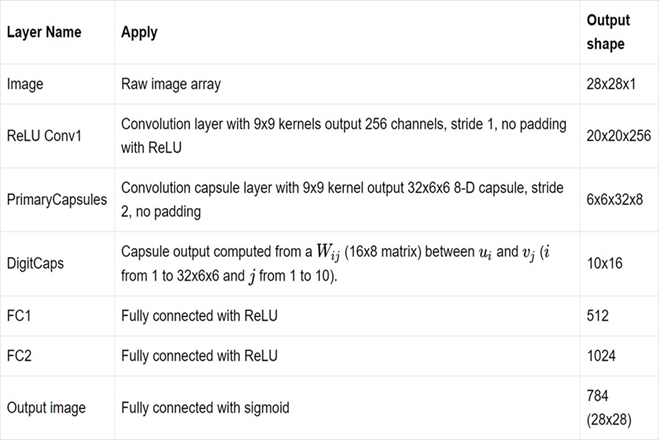 Layer Name Apply Output shape
Image Raw image array 28x28x1
ReLU Conv1 Convolution layer with 9x9 kernels output 256 channels, stride 1, no padding with ReLU 20x20x256
PrimaryCapsules Convolution capsule layer with 9x9 kernel output 32x6x6 8-D capsule, stride 2, no padding 6x6x32x8
DigitCaps Capsule output computed from a W_ij (16x8 matrix) between u_i and v_j (i from 1 to 32x6x6 and j from 1 to 10). 10x16
FC1 Fully connected with ReLU 512
FC2 Fully connected with ReLU 1024
Output image Fully connected with sigmoid 784 (28x28)